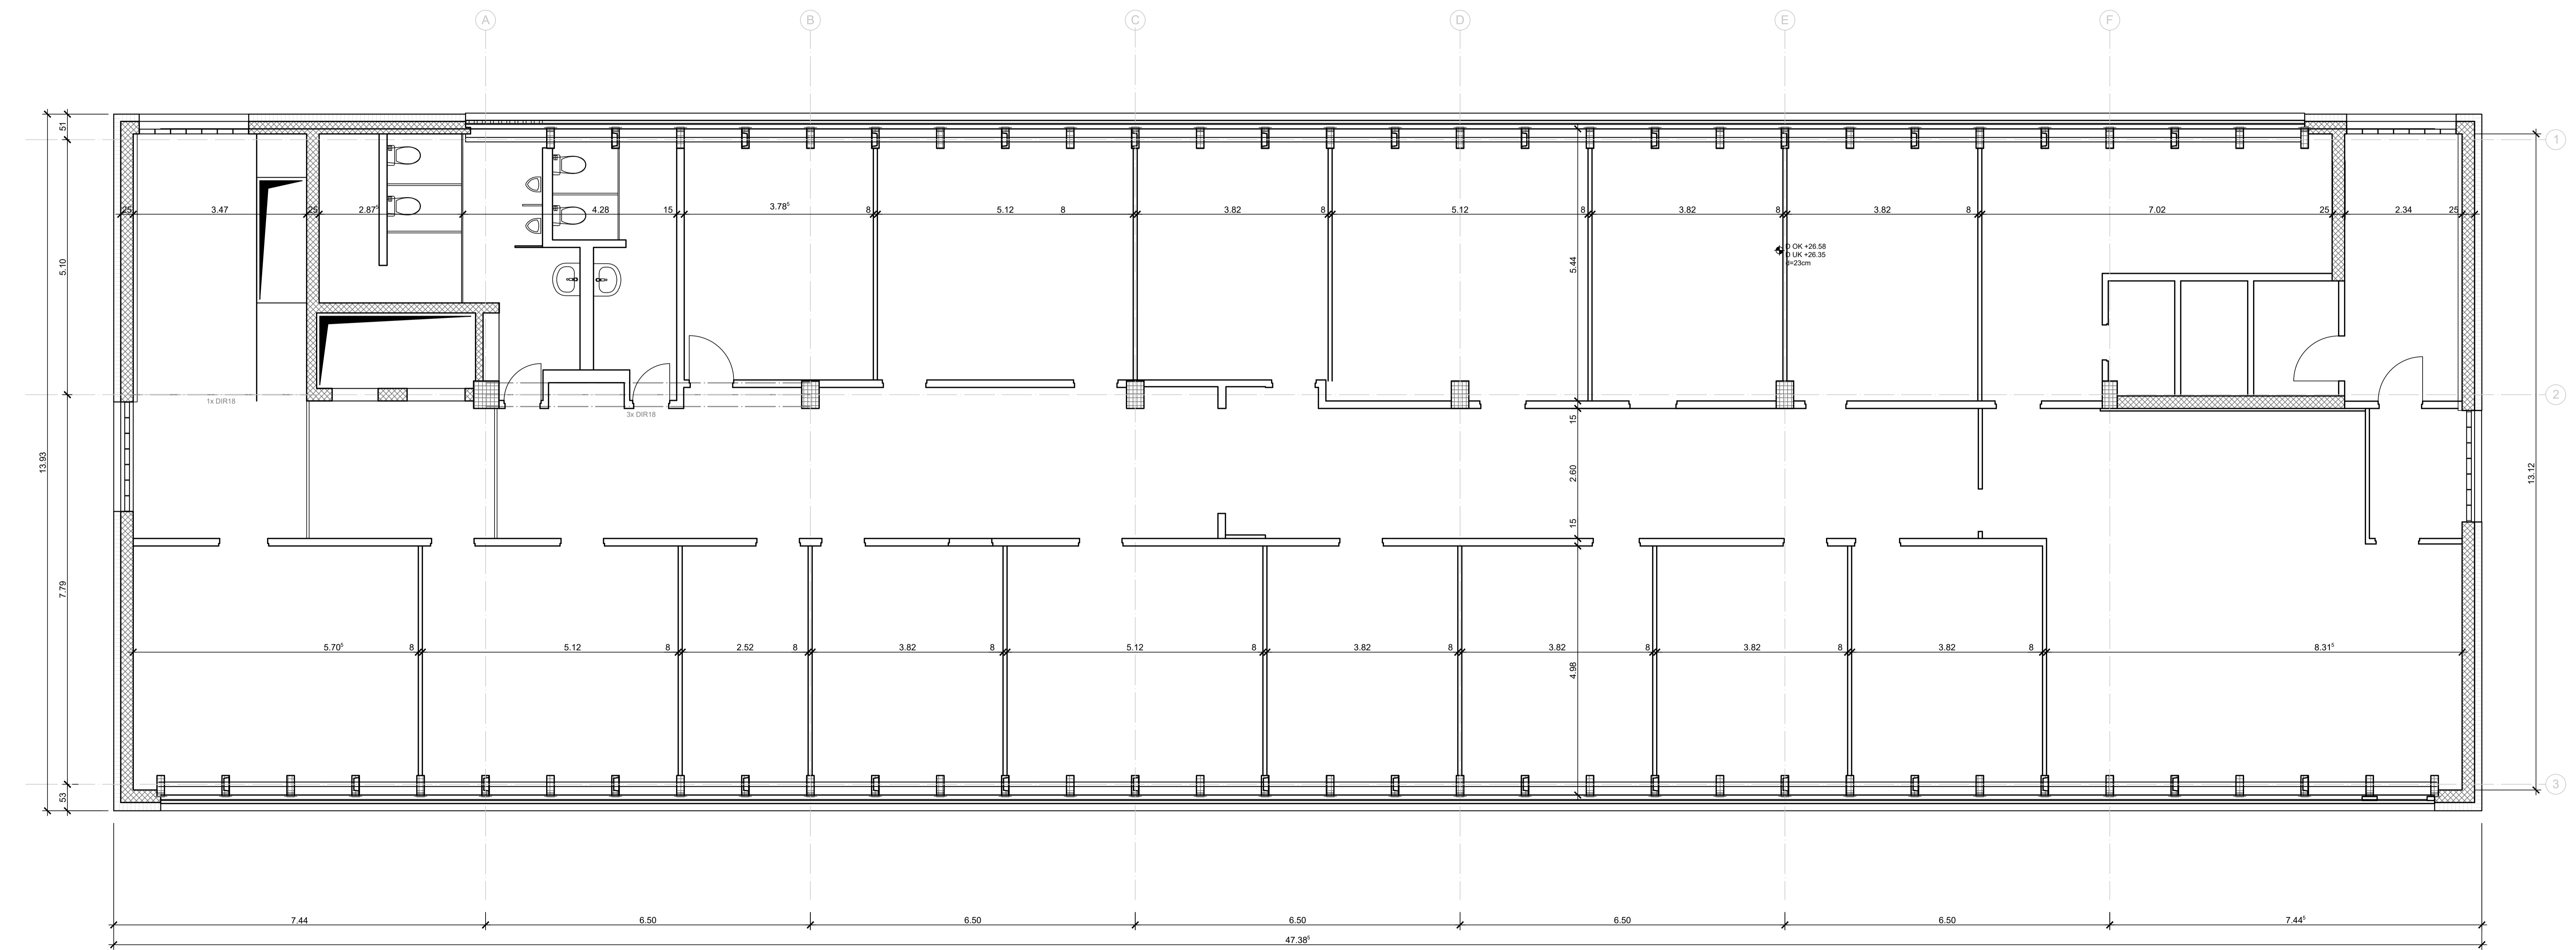 A B C D E F
51
1
25 3.47 25 2.87⁵ 4.28 15 3.78⁵ 8 5.12 8 3.82 8 5.12 8 3.82 8 3.82 8 7.02 25 2.34 25
D OK +26.58
D UK +26.35
d=23cm
5.10
5.44
1x DIR18
3x DIR18
2
15
13.93
2.60
13.12
15
7.79
5.70⁵ 8 5.12 8 2.52 8 3.82 8 5.12 8 3.82 8 3.82 8 3.82 8 3.82 8 8.31⁵
4.98
53
3
7.44 6.50 6.50 6.50 6.50 6.50 7.44⁵
47.38⁵